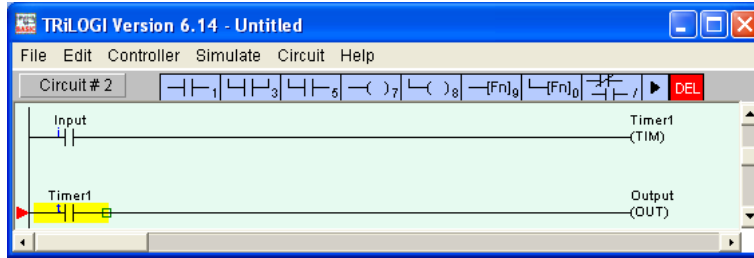 TRiLOGI Version 6.14 - Untitled
File Edit Controller Simulate Circuit Help
Circuit # 2 1 3 5 7 8 [Fn]9 [Fn]0 / DEL
Input Timer1
i (TIM)
Timer1 Output
t (OUT)